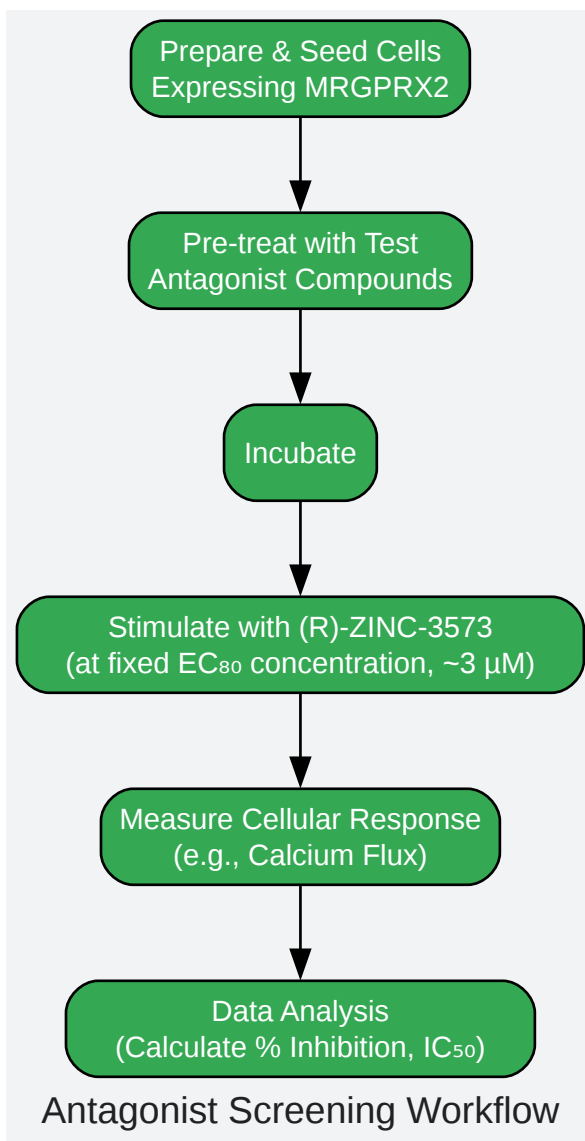 Prepare & Seed Cells
Expressing MRGPRX2
Pre-treat with Test
Antagonist Compounds
Incubate
Stimulate with (R)-ZINC-3573
(at fixed EC₈₀ concentration, ~3 µM)
Measure Cellular Response
(e.g., Calcium Flux)
Data Analysis
(Calculate % Inhibition, IC₅₀)
Antagonist Screening Workflow